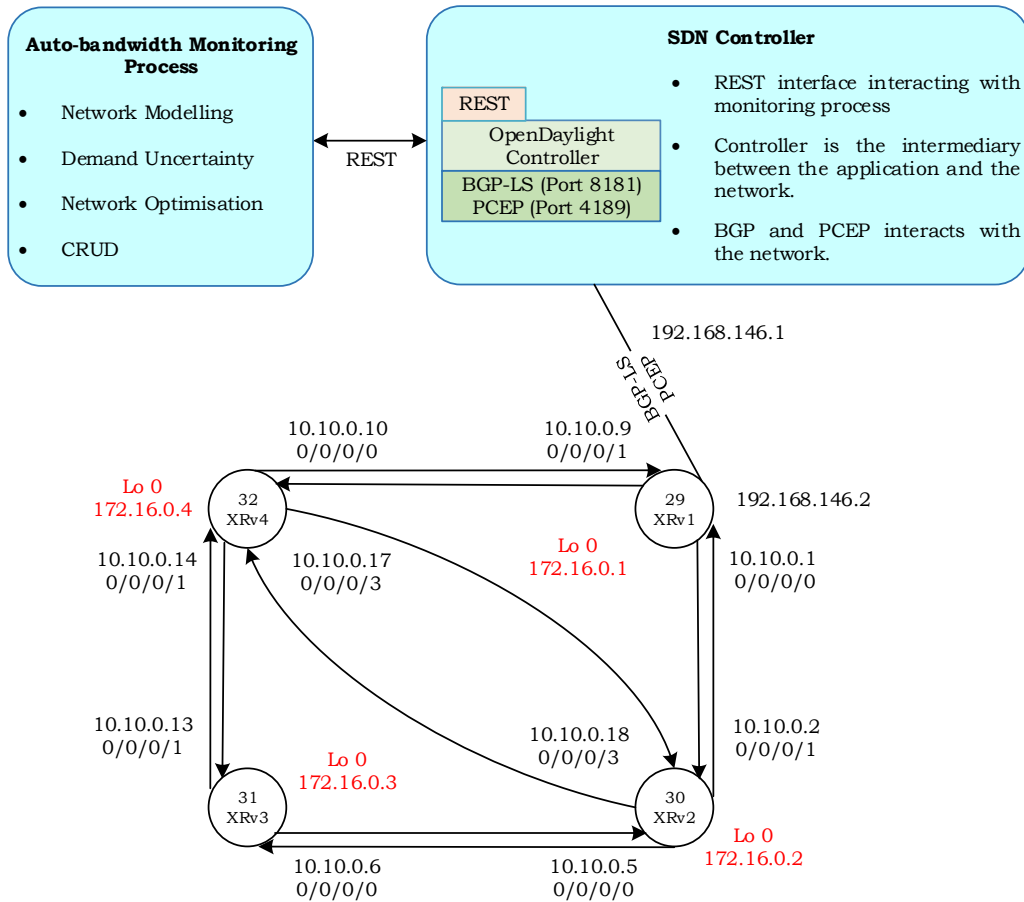 Auto-bandwidth Monitoring
Process
• Network Modelling
• Demand Uncertainty
• Network Optimisation
• CRUD
REST
SDN Controller
REST
OpenDaylight
Controller
BGP-LS (Port 8181)
PCEP (Port 4189)
• REST interface interacting with
monitoring process
• Controller is the intermediary
between the application and the
network.
• BGP and PCEP interacts with
the network.
192.168.146.1
BGP-LS
PCEP
10.10.0.10
0/0/0/0
10.10.0.9
0/0/0/1
Lo 0
172.16.0.4
32
XRv4
29
XRv1
192.168.146.2
10.10.0.14
0/0/0/1
10.10.0.17
0/0/0/3
Lo 0
172.16.0.1
10.10.0.1
0/0/0/0
10.10.0.13
0/0/0/1
Lo 0
172.16.0.3
10.10.0.18
0/0/0/3
10.10.0.2
0/0/0/1
31
XRv3
30
XRv2
Lo 0
172.16.0.2
10.10.0.6
0/0/0/0
10.10.0.5
0/0/0/0